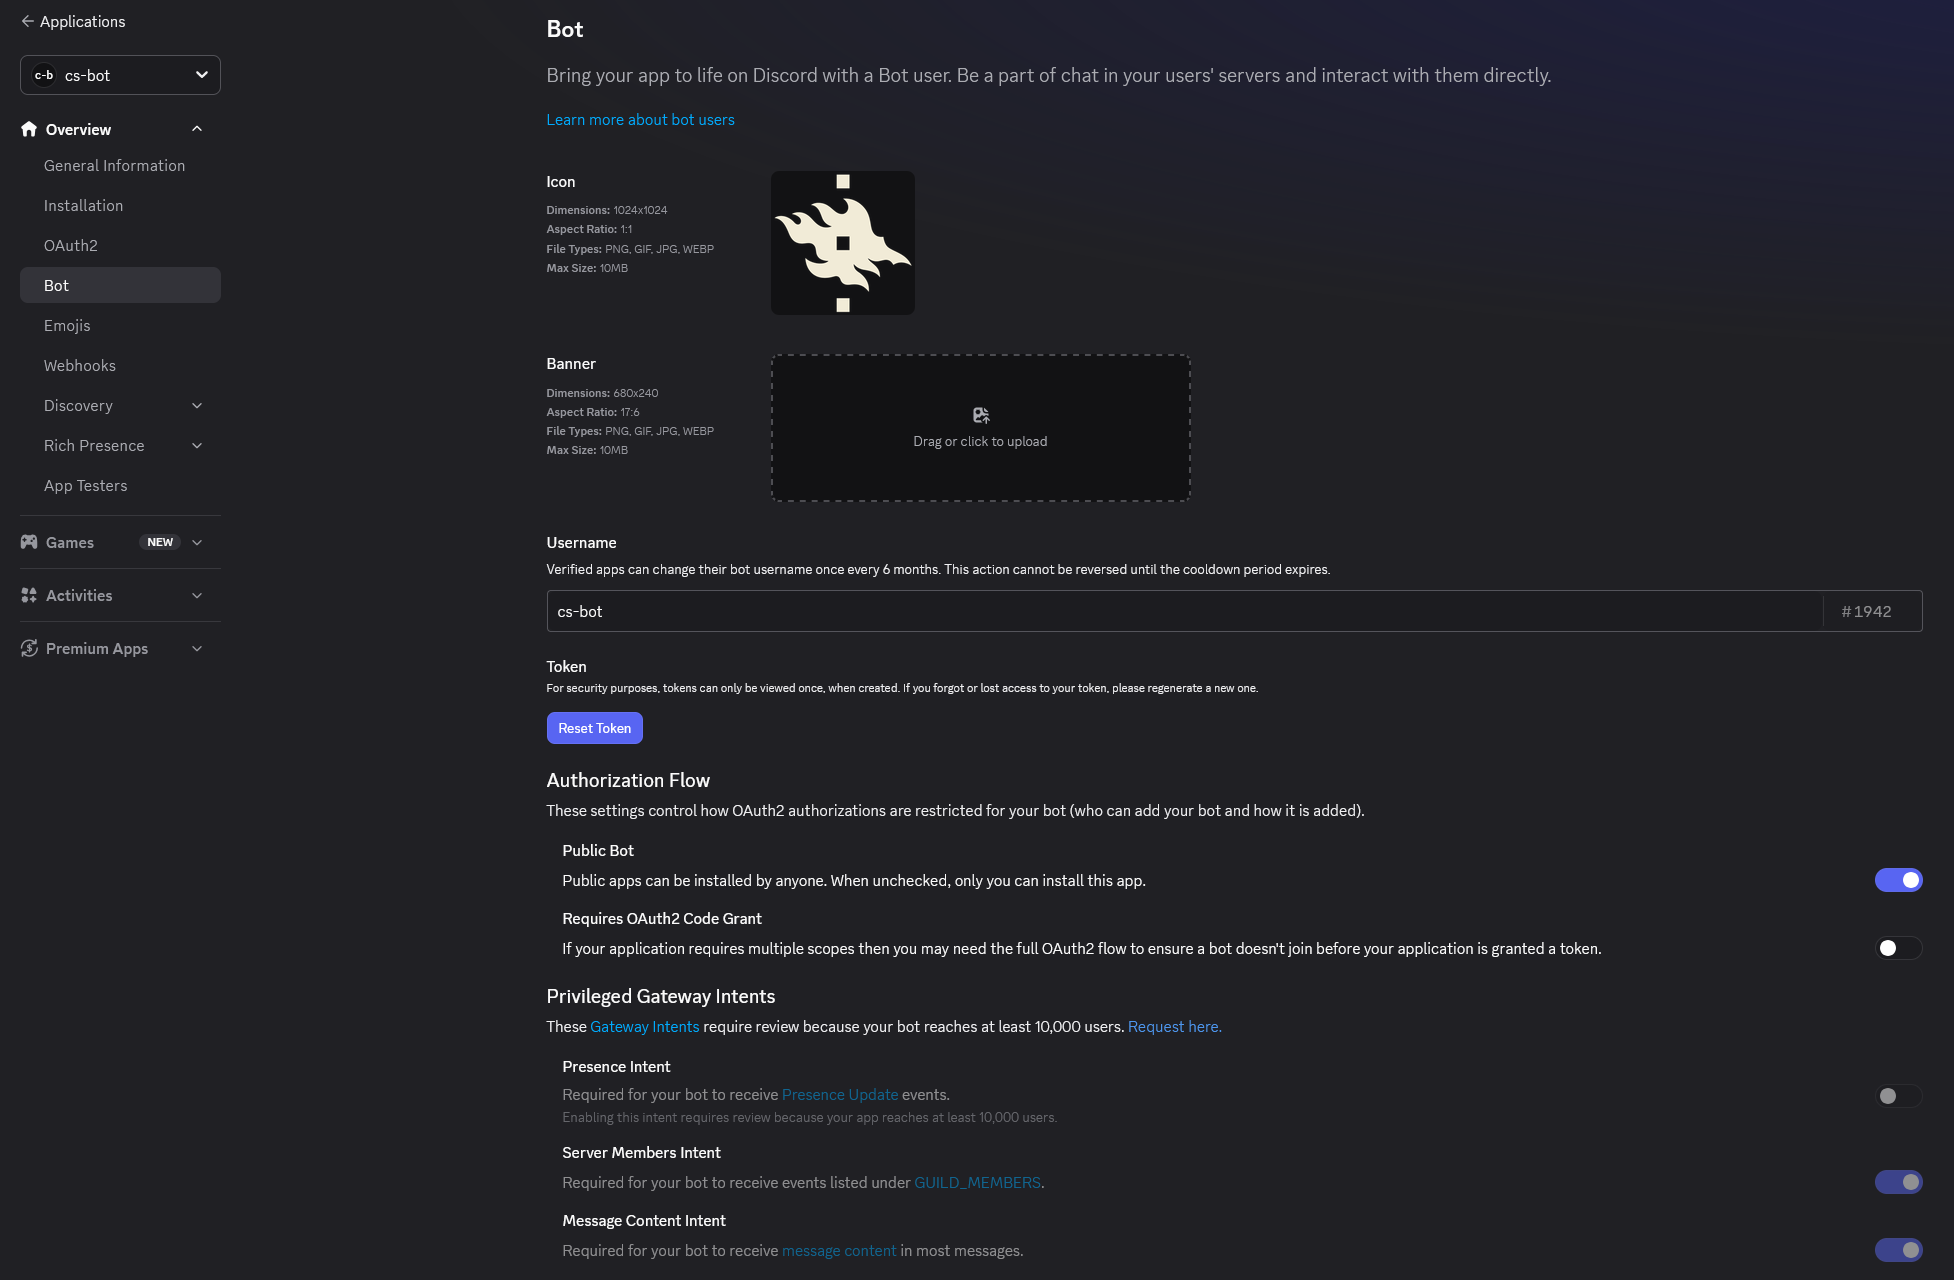 Applications
c-b cs-bot
Overview
General Information
Installation
OAuth2
Bot
Emojis
Webhooks
Discovery
Rich Presence
App Testers
Games NEW
Activities
Premium Apps
Bot
Bring your app to life on Discord with a Bot user. Be a part of chat in your users' servers and interact with them directly.
Learn more about bot users
Icon
Dimensions: 1024x1024
Aspect Ratio: 1:1
File Types: PNG, GIF, JPG, WEBP
Max Size: 10MB
Banner
Dimensions: 680x240
Aspect Ratio: 17:6
File Types: PNG, GIF, JPG, WEBP
Max Size: 10MB
Drag or click to upload
Username
Verified apps can change their bot username once every 6 months. This action cannot be reversed until the cooldown period expires.
cs-bot #1942
Token
For security purposes, tokens can only be viewed once, when created. If you forgot or lost access to your token, please regenerate a new one.
Reset Token
Authorization Flow
These settings control how OAuth2 authorizations are restricted for your bot (who can add your bot and how it is added).
Public Bot
Public apps can be installed by anyone. When unchecked, only you can install this app.
Requires OAuth2 Code Grant
If your application requires multiple scopes then you may need the full OAuth2 flow to ensure a bot doesn't join before your application is granted a token.
Privileged Gateway Intents
These Gateway Intents require review because your bot reaches at least 10,000 users. Request here.
Presence Intent
Required for your bot to receive Presence Update events.
Enabling this intent requires review because your app reaches at least 10,000 users.
Server Members Intent
Required for your bot to receive events listed under GUILD_MEMBERS.
Message Content Intent
Required for your bot to receive message content in most messages.